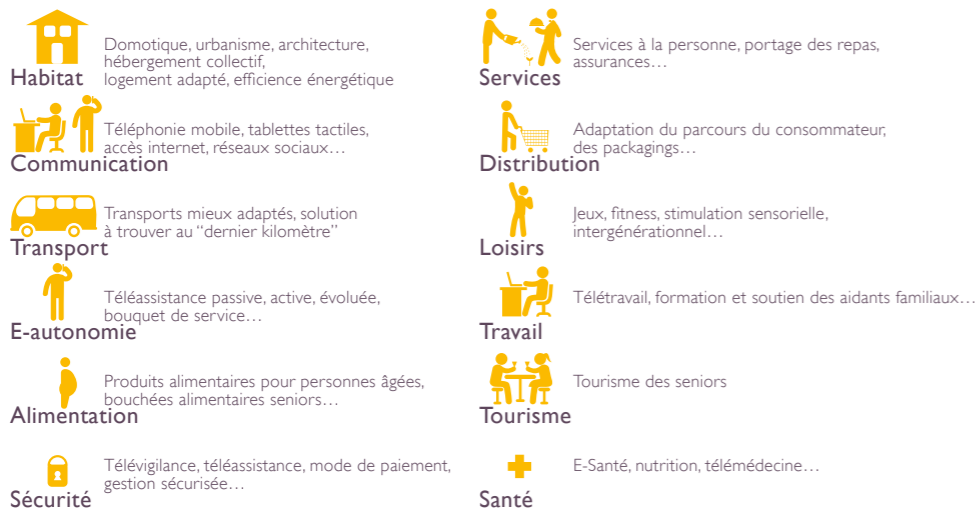 Domotique, urbanisme, architecture,
hébergement collectif,
logement adapté, efficience énergétique
Habitat
Téléphonie mobile, tablettes tactiles,
accès internet, réseaux sociaux…
Communication
Transports mieux adaptés, solution
à trouver au “dernier kilomètre”
Transport
Téléassistance passive, active, évoluée,
bouquet de service…
E-autonomie
Produits alimentaires pour personnes âgées,
bouchées alimentaires seniors…
Alimentation
Télévigilance, téléassistance, mode de paiement,
gestion sécurisée…
Sécurité
Services à la personne, portage des repas,
assurances…
Services
Adaptation du parcours du consommateur,
des packagings…
Distribution
Jeux, fitness, stimulation sensorielle,
intergénérationnel…
Loisirs
Télétravail, formation et soutien des aidants familiaux…
Travail
Tourisme des seniors
Tourisme
E-Santé, nutrition, télémédecine…
Santé